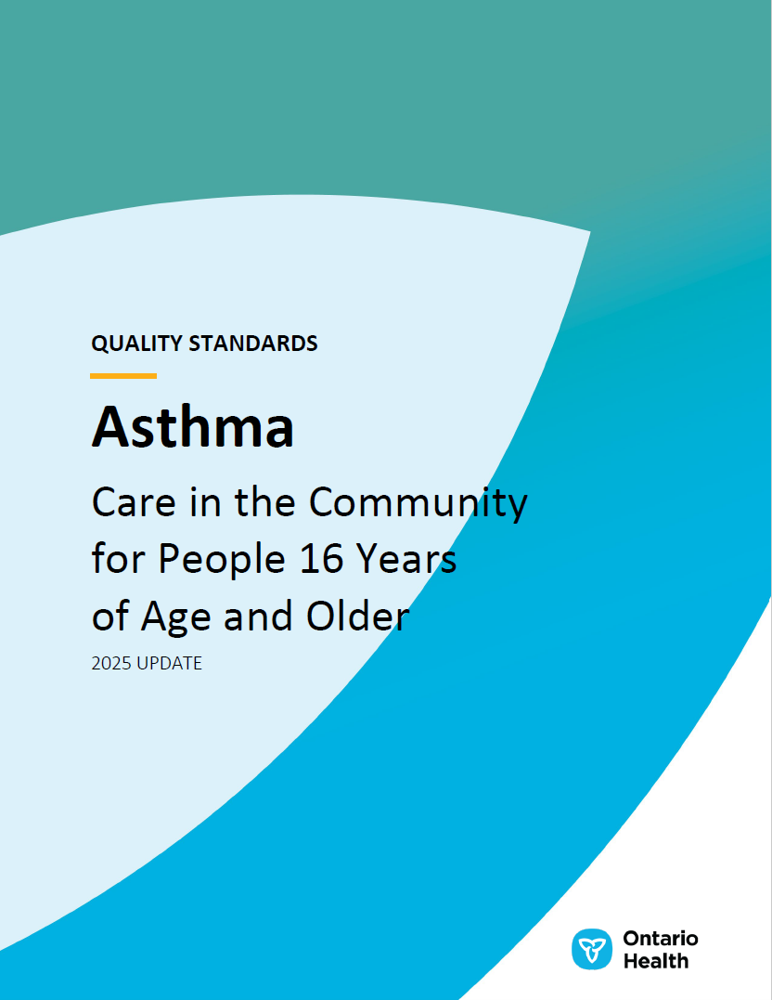 QUALITY STANDARDS
Asthma
Care in the Community
for People 16 Years
of Age and Older
2025 UPDATE
Ontario
Health